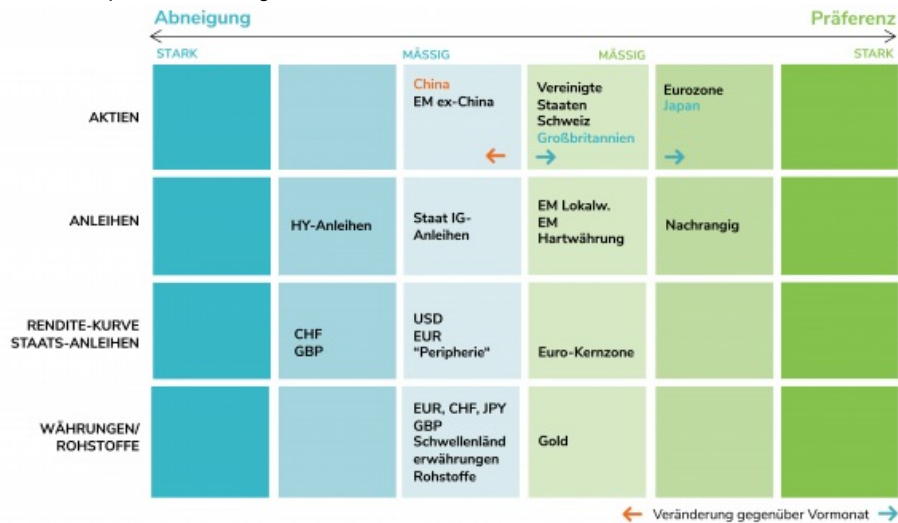 Abneigung Präferenz
STARK MÄSSIG MÄSSIG STARK
AKTIEN
China
EM ex-China
Vereinigte
Staaten
Schweiz
Großbritannien
Eurozone
Japan
ANLEIHEN
HY-Anleihen
Staat IG-
Anleihen
EM Lokalw.
EM
Hartwährung
Nachrangig
RENDITE-KURVE
STAATS-ANLEIHEN
CHF
GBP
USD
EUR
"Peripherie"
Euro-Kernzone
WÄHRUNGEN/
ROHSTOFFE
EUR, CHF, JPY
GBP
Schwellenländ
erwährungen
Rohstoffe
Gold
Veränderung gegenüber Vormonat